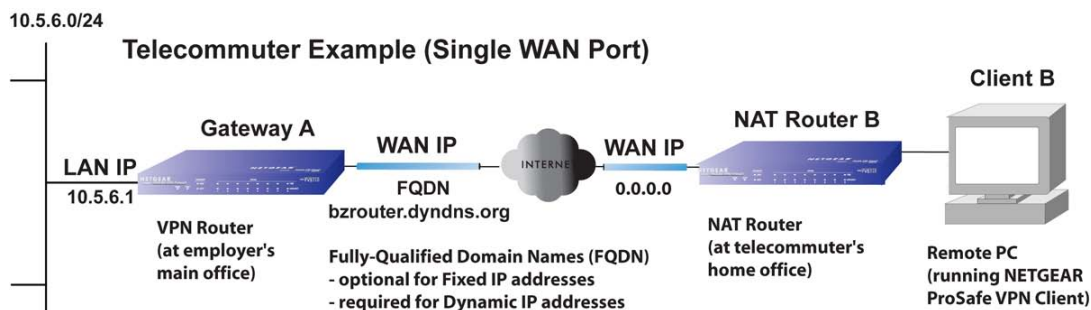 10.5.6.0/24
Telecommuter Example (Single WAN Port)
Client B
Gateway A
NAT Router B
WAN IP
WAN IP
LAN IP
NETGEAR
INTERNE
NETGEAR
10.5.6.1
FQDN
0.0.0.0
bzrouter.dyndns.org
VPN Router
(at employer's
main office)
NAT Router
(at telecommuter's
home office)
Fully-Qualified Domain Names (FQDN)
- optional for Fixed IP addresses
- required for Dynamic IP addresses
Remote PC
(running NETGEAR
ProSafe VPN Client)